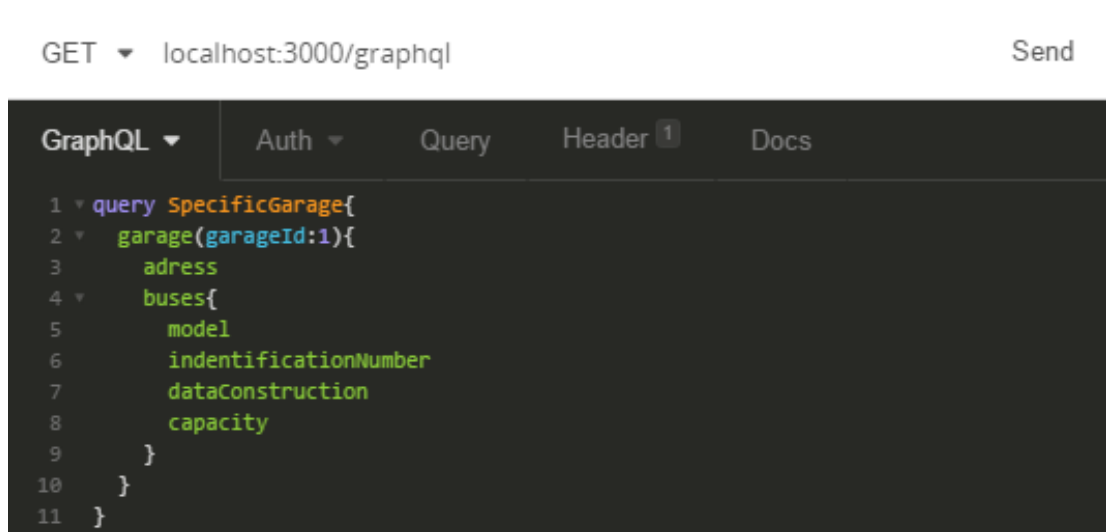 GET localhost:3000/graphql Send
GraphQL Auth Query Header 1 Docs
1 query SpecificGarage{
2 garage(garageId:1){
3 adress
4 buses{
5 model
6 indentificationNumber
7 dataConstruction
8 capacity
9 }
10 }
11 }